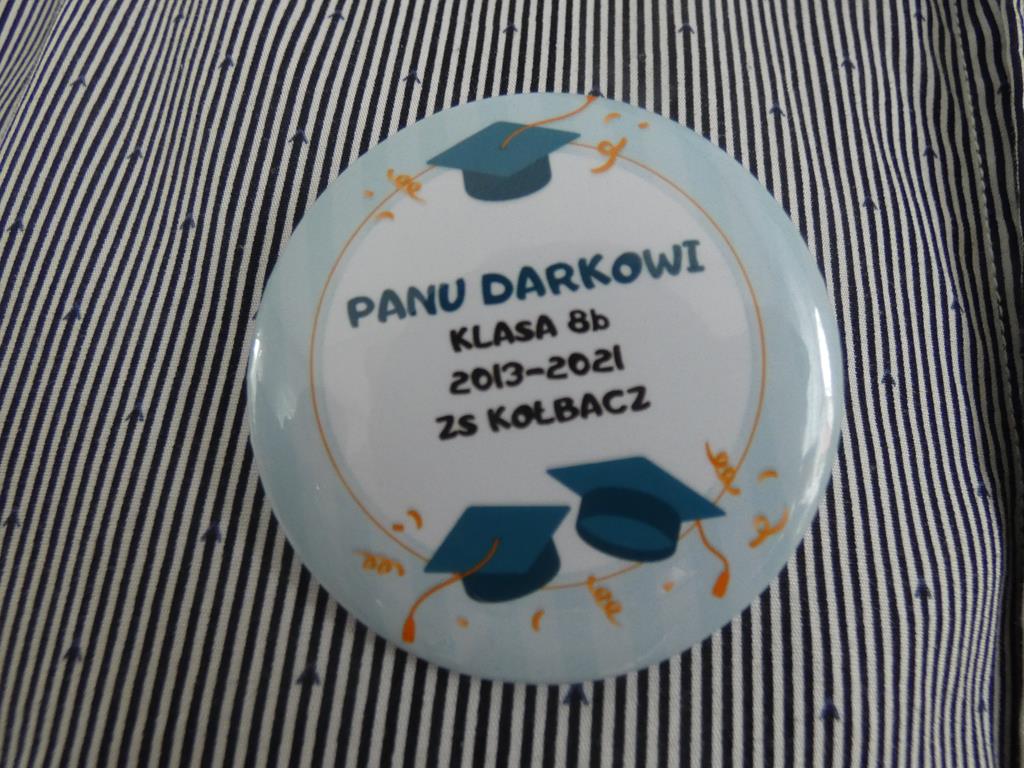 PANU DARKOWI
KLASA 8b
2013-2021
ZS KOŁBACZ